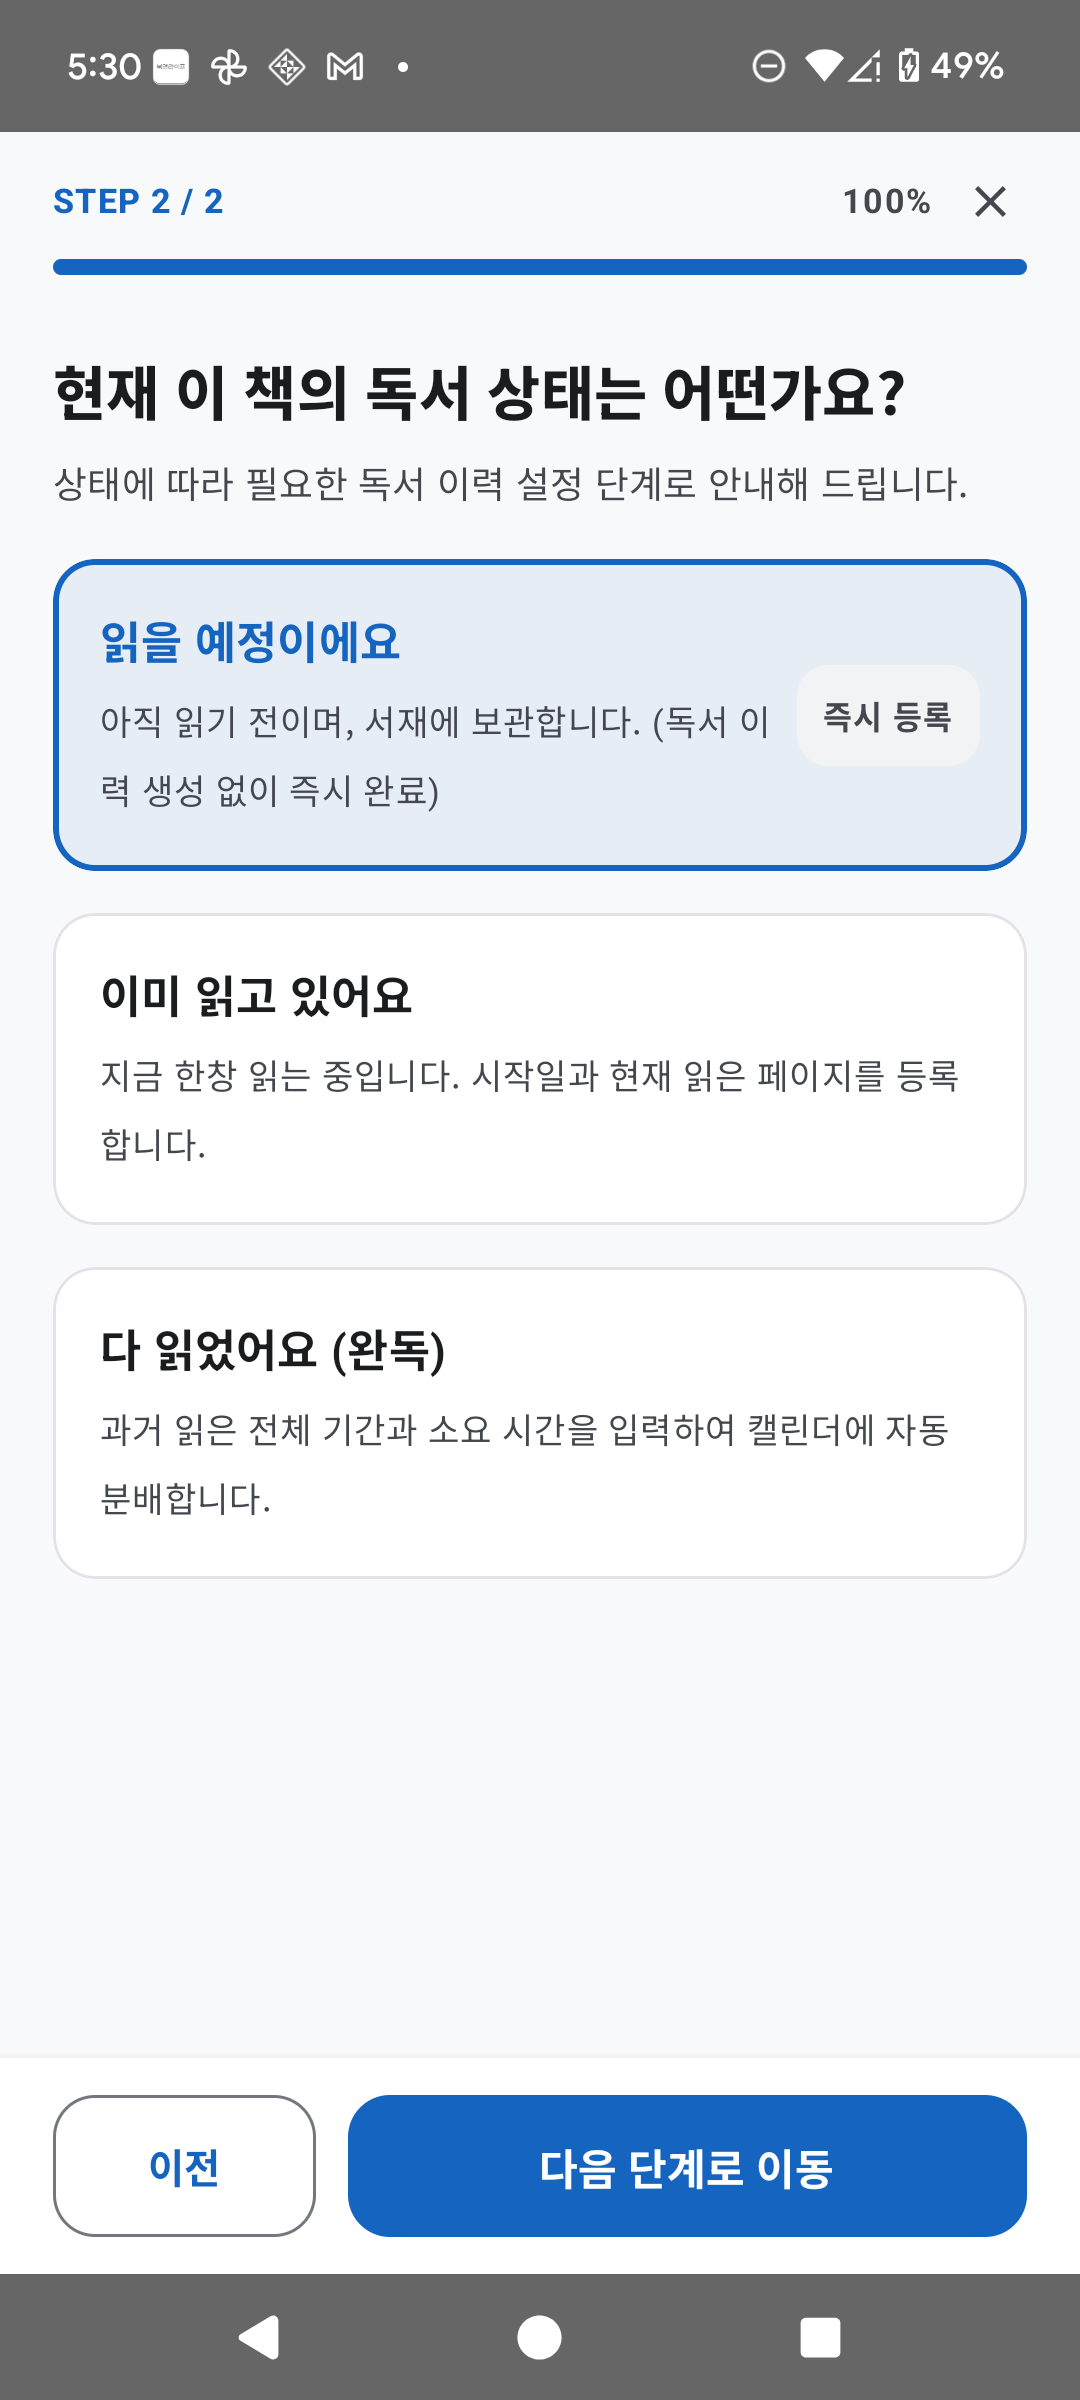 5:30
49%
STEP 2 / 2
100%
현재 이 책의 독서 상태는 어떤가요?
상태에 따라 필요한 독서 이력 설정 단계로 안내해 드립니다.
읽을 예정이에요
아직 읽기 전이며, 서재에 보관합니다. (독서 이
력 생성 없이 즉시 완료)
즉시 등록
이미 읽고 있어요
지금 한창 읽는 중입니다. 시작일과 현재 읽은 페이지를 등록
합니다.
다 읽었어요 (완독)
과거 읽은 전체 기간과 소요 시간을 입력하여 캘린더에 자동
분배합니다.
이전
다음 단계로 이동